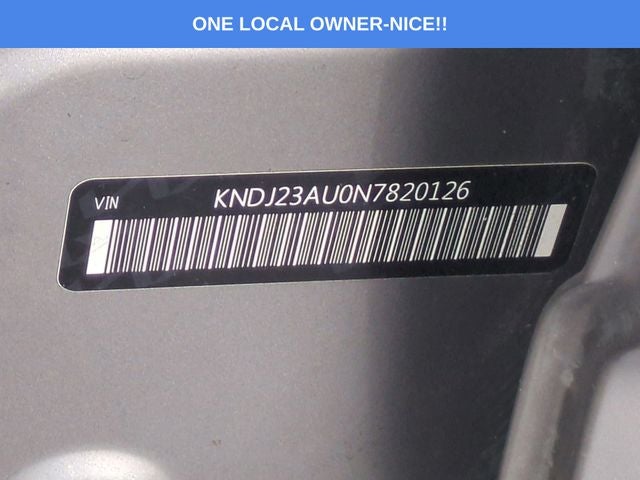 ONE LOCAL OWNER-NICE!!
VIN
KNDJ23AU0N7820126